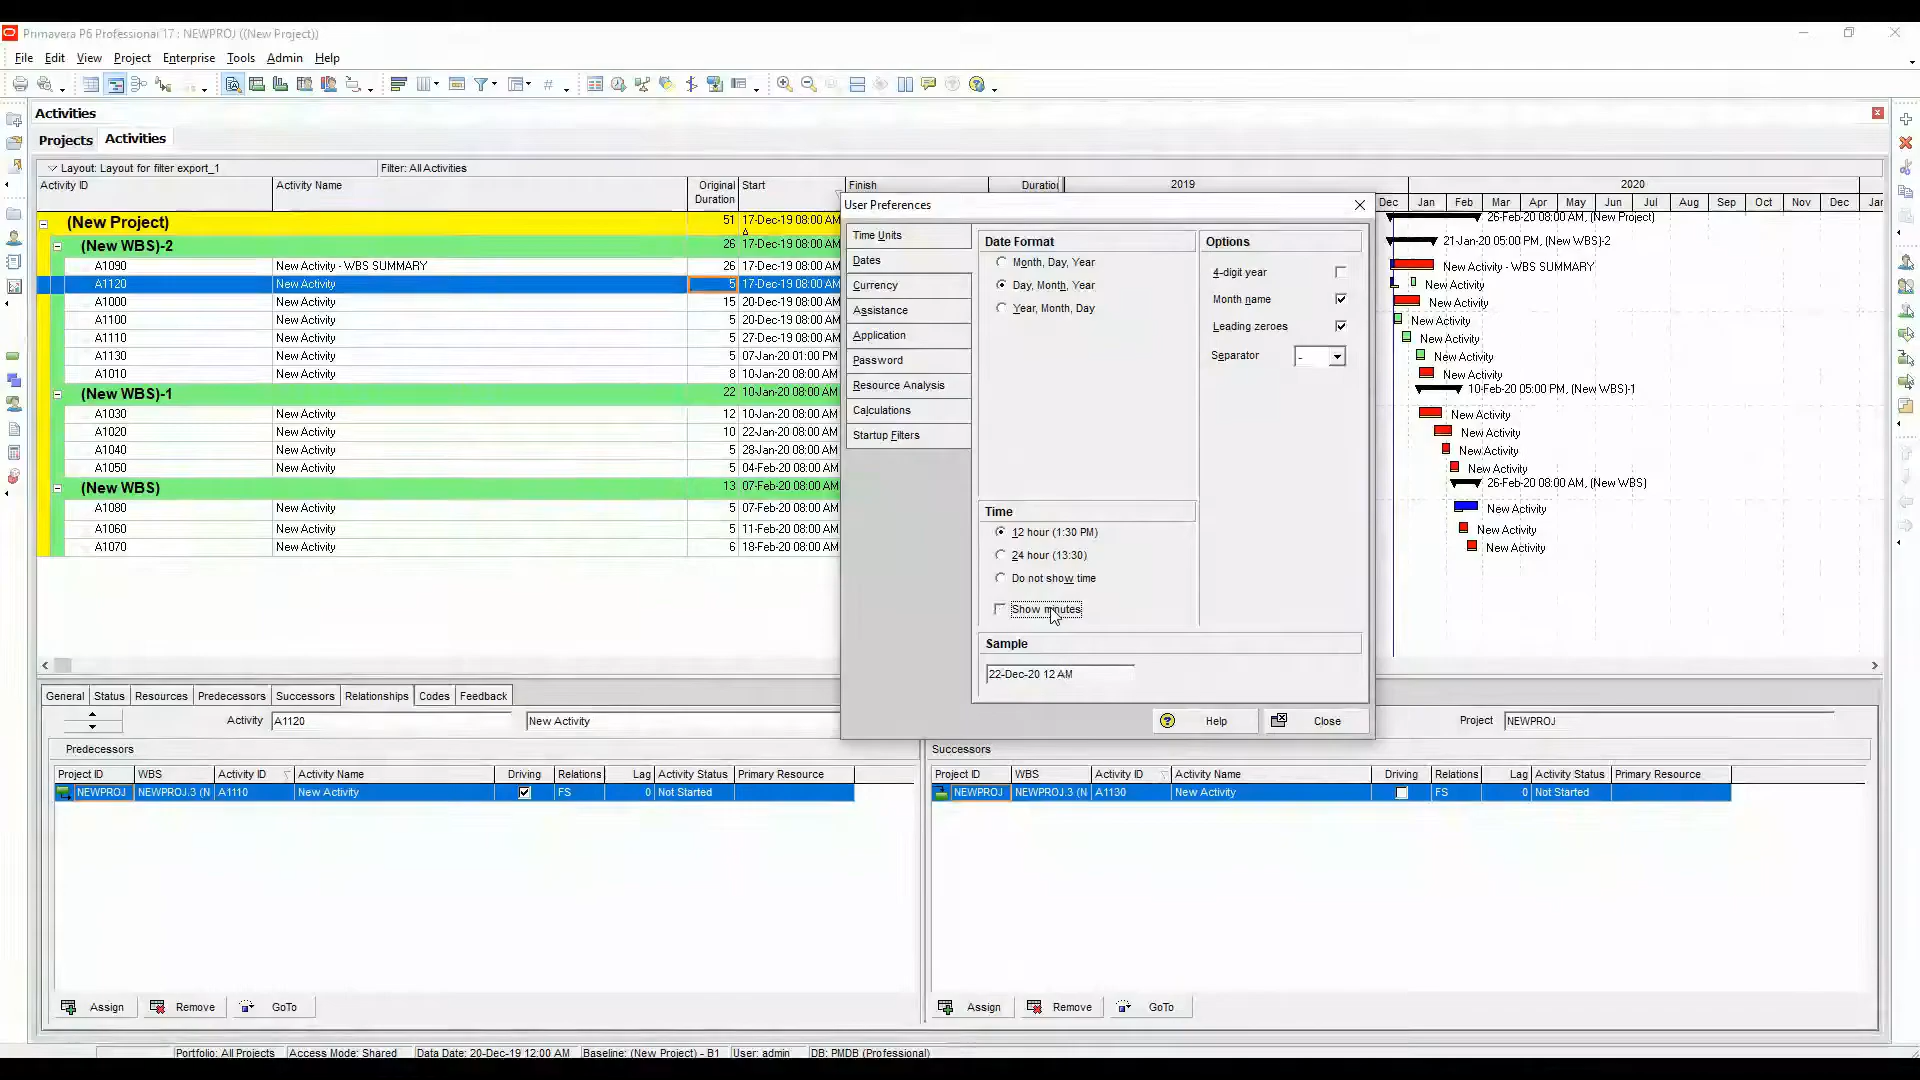 Primavera P6 Professional 17 : NEWPROJ ((New Project))
File Edit View Project Enterprise Tools Admin Help
Activities
Projects Activities
Layout: Layout for filter export_1 Filter: All Activities
Activity ID Activity Name Original Duration Start Finish Duration 2019 2020
Dec Jan Feb Mar Apr May Jun Jul Aug Sep Oct Nov Dec Jan
(New Project) 51 17-Dec-19 08:00 AM 26-Feb-20 08:00 AM, (New Project)
(New WBS)-2 26 17-Dec-19 08:00 AM 21-Jan-20 05:00 PM, (New WBS)-2
A1090 New Activity - WBS SUMMARY 26 17-Dec-19 08:00 AM New Activity - WBS SUMMARY
A1120 New Activity 5 17-Dec-19 08:00 AM New Activity
A1000 New Activity 15 20-Dec-19 08:00 AM New Activity
A1100 New Activity 5 20-Dec-19 08:00 AM New Activity
A1110 New Activity 5 27-Dec-19 08:00 AM New Activity
A1130 New Activity 5 07-Jan-20 01:00 PM New Activity
A1010 New Activity 8 10-Jan-20 08:00 AM New Activity
(New WBS)-1 22 10-Jan-20 08:00 AM 10-Feb-20 05:00 PM, (New WBS)-1
A1030 New Activity 12 10-Jan-20 08:00 AM New Activity
A1020 New Activity 10 22-Jan-20 08:00 AM New Activity
A1040 New Activity 5 28-Jan-20 08:00 AM New Activity
A1050 New Activity 5 04-Feb-20 08:00 AM New Activity
(New WBS) 13 07-Feb-20 08:00 AM 26-Feb-20 08:00 AM, (New WBS)
A1080 New Activity 5 07-Feb-20 08:00 AM New Activity
A1060 New Activity 5 11-Feb-20 08:00 AM New Activity
A1070 New Activity 6 18-Feb-20 08:00 AM New Activity
User Preferences
Time Units
Dates
Currency
Assistance
Application
Password
Resource Analysis
Calculations
Startup Filters
Date Format
Month, Day, Year
Day, Month, Year
Year, Month, Day
Options
4-digit year
Month name
Leading zeroes
Separator -
Time
12 hour (1:30 PM)
24 hour (13:30)
Do not show time
Show minutes
Sample
22-Dec-20 12 AM
Help Close
General Status Resources Predecessors Successors Relationships Codes Feedback
Activity A1120 New Activity Project NEWPROJ
Predecessors
Project ID WBS Activity ID Activity Name Driving Relations Lag Activity Status Primary Resource
NEWPROJ NEWPROJ.3 (N A1110 New Activity FS 0 Not Started
Assign Remove GoTo
Successors
Project ID WBS Activity ID Activity Name Driving Relations Lag Activity Status Primary Resource
NEWPROJ NEWPROJ.3 (N A1130 New Activity FS 0 Not Started
Assign Remove GoTo
Portfolio: All Projects Access Mode: Shared Data Date: 20-Dec-19 12:00 AM Baseline: (New Project) - B1 User: admin DB: PMDB (Professional)